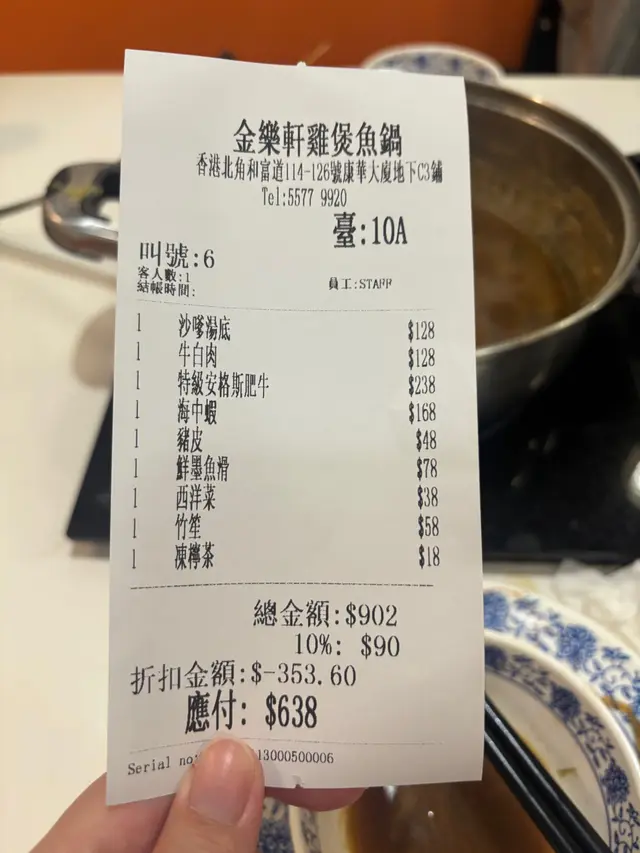 金樂軒雞煲魚鍋
香港北角和富道114-126號康華大廈地下C3鋪
Tel:5577 9920
臺:10A
叫號:6
客人數:1
結帳時間:
員工:STAFF
1 沙嗲湯底 $128
1 牛白肉 $128
1 特級安格斯肥牛 $238
1 海中蝦 $168
1 豬皮 $48
1 鮮墨魚滑 $78
1 西洋菜 $38
1 竹笙 $58
1 凍檸茶 $18
總金額:$902
10%: $90
折扣金額:$-353.60
應付: $638
Serial no 13000500006